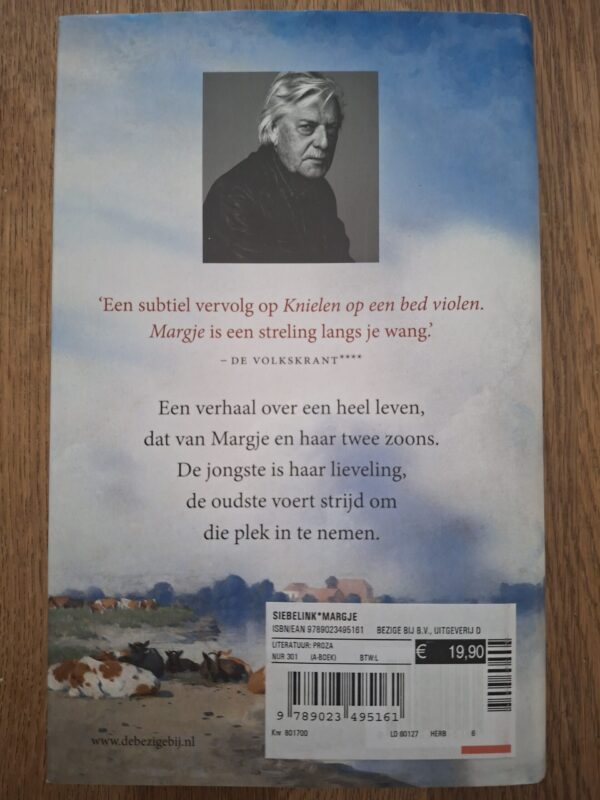 ‘Een subtiel vervolg op Knielen op een bed violen.
Margje is een streling langs je wang.’
– DE VOLKSKRANT****
Een verhaal over een heel leven,
dat van Margje en haar twee zoons.
De jongste is haar lieveling,
de oudste voert strijd om
die plek in te nemen.
SIEBELINK*MARGJE
ISBN/EAN 9789023495161 BEZIGE BIJ B.V., UITGEVERIJ D
LITERATUUR: PROZA
NUR 301 (A-BOEK) BTW:L
€ 19,90
9 789023 495161
Kw 801700 LD 80127 HERB 6
www.debezigebij.nl